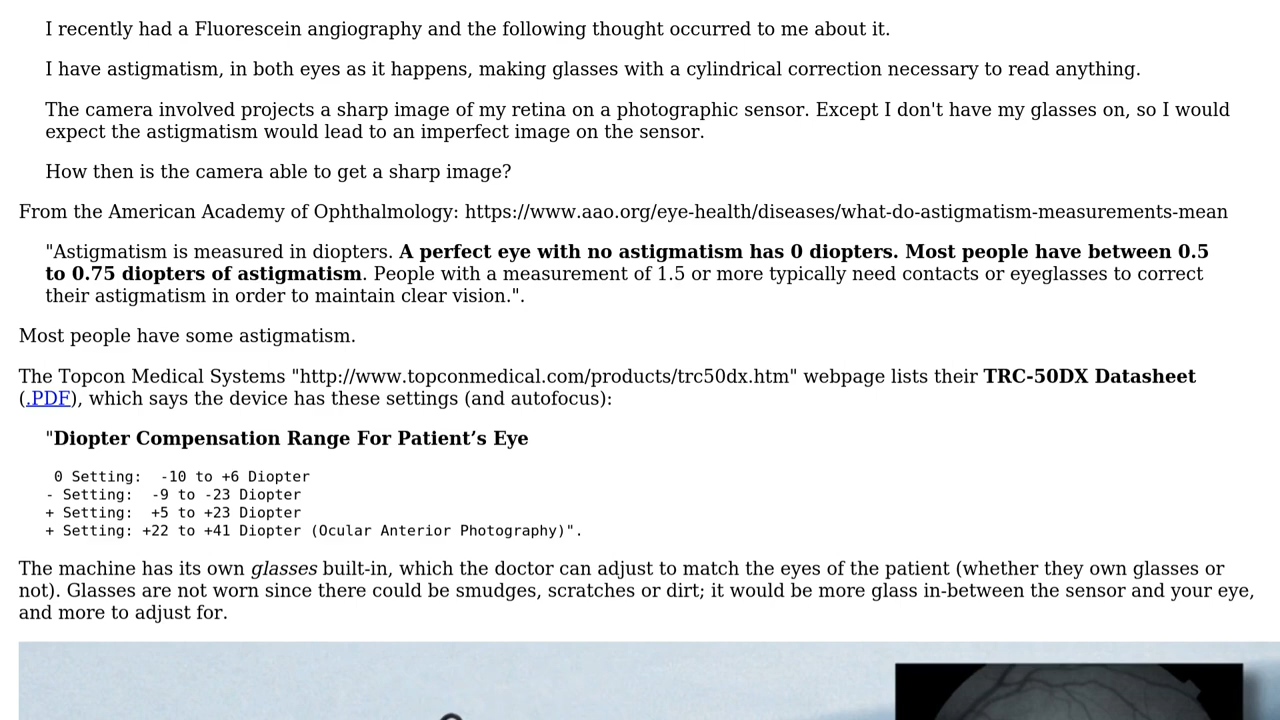 I recently had a Fluorescein angiography and the following thought occurred to me about it.
I have astigmatism, in both eyes as it happens, making glasses with a cylindrical correction necessary to read anything.
The camera involved projects a sharp image of my retina on a photographic sensor. Except I don't have my glasses on, so I would
expect the astigmatism would lead to an imperfect image on the sensor.
How then is the camera able to get a sharp image?
From the American Academy of Ophthalmology: https://www.aao.org/eye-health/diseases/what-do-astigmatism-measurements-mean
"Astigmatism is measured in diopters. A perfect eye with no astigmatism has 0 diopters. Most people have between 0.5
to 0.75 diopters of astigmatism. People with a measurement of 1.5 or more typically need contacts or eyeglasses to correct
their astigmatism in order to maintain clear vision.".
Most people have some astigmatism.
The Topcon Medical Systems "http://www.topconmedical.com/products/trc50dx.htm" webpage lists their TRC-50DX Datasheet
(.PDF), which says the device has these settings (and autofocus):
"Diopter Compensation Range For Patient’s Eye
0 Setting: -10 to +6 Diopter
- Setting: -9 to -23 Diopter
+ Setting: +5 to +23 Diopter
+ Setting: +22 to +41 Diopter (Ocular Anterior Photography)".
The machine has its own glasses built-in, which the doctor can adjust to match the eyes of the patient (whether they own glasses or
not). Glasses are not worn since there could be smudges, scratches or dirt; it would be more glass in-between the sensor and your eye,
and more to adjust for.